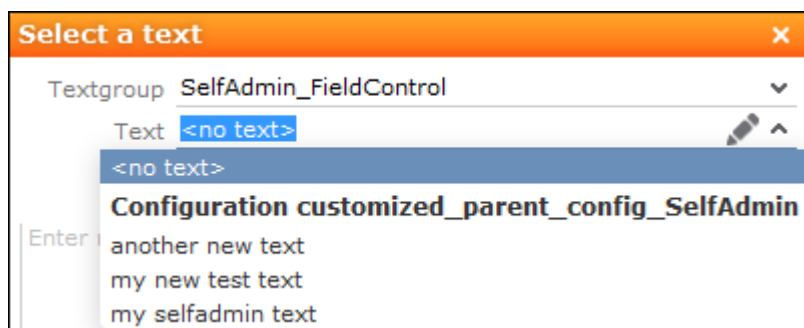 Select a text
Textgroup SelfAdmin_FieldControl
Text <no text>
<no text>
Configuration customized_parent_config_SelfAdmin
Enter
another new text
my new test text
my selfadmin text